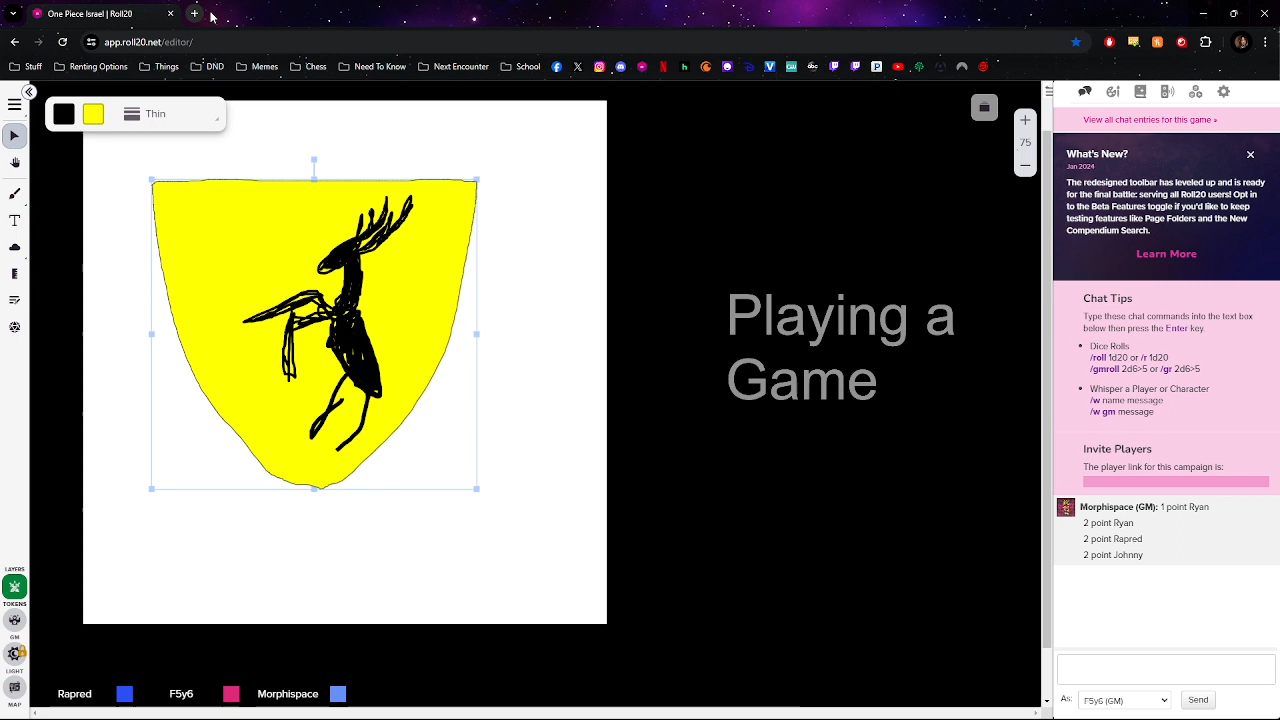 One Piece Israel | Roll20
app.roll20.net/editor/
Stuff
Renting Options
Things
DND
Memes
Chess
Need To Know
Next Encounter
School
Thin
75
Playing a
Game
View all chat entries for this game »
What's New?
Jan 2024
The redesigned toolbar has leveled up and is ready
for the final battle: serving all Roll20 users! Opt in
to the Beta Features toggle if you'd like to keep
testing features like Page Folders and the New
Compendium Search.
Learn More
Chat Tips
Type these chat commands into the text box
below then press the Enter key.
• Dice Rolls
/roll 1d20 or /r 1d20
/gmroll 2d6>5 or /gr 2d6>5
• Whisper a Player or Character
/w name message
/w gm message
Invite Players
The player link for this campaign is:
Morphispace (GM): 1 point Ryan
2 point Ryan
2 point Rapred
2 point Johnny
LAYERS
TOKENS
GM
LIGHT
MAP
Rapred
F5y6
Morphispace
As:
F5y6 (GM)
Send